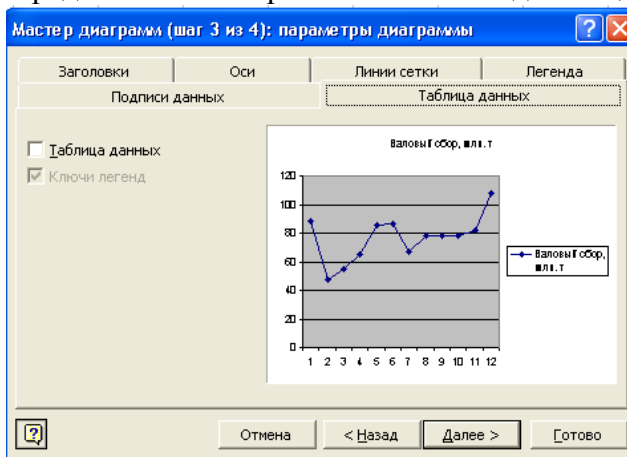 Мастер диаграмм (шаг 3 из 4): параметры диаграммы
Заголовки Оси Линии сетки Легенда
Подписи данных Таблица данных
Таблица данных
Ключи легенд
Валовый сбор, млн. т
120
100
80
60
40
20
0
1 2 3 4 5 6 7 8 9 10 11 12
Валовый сбор,
млн. т
Отмена < Назад Далее > Готово